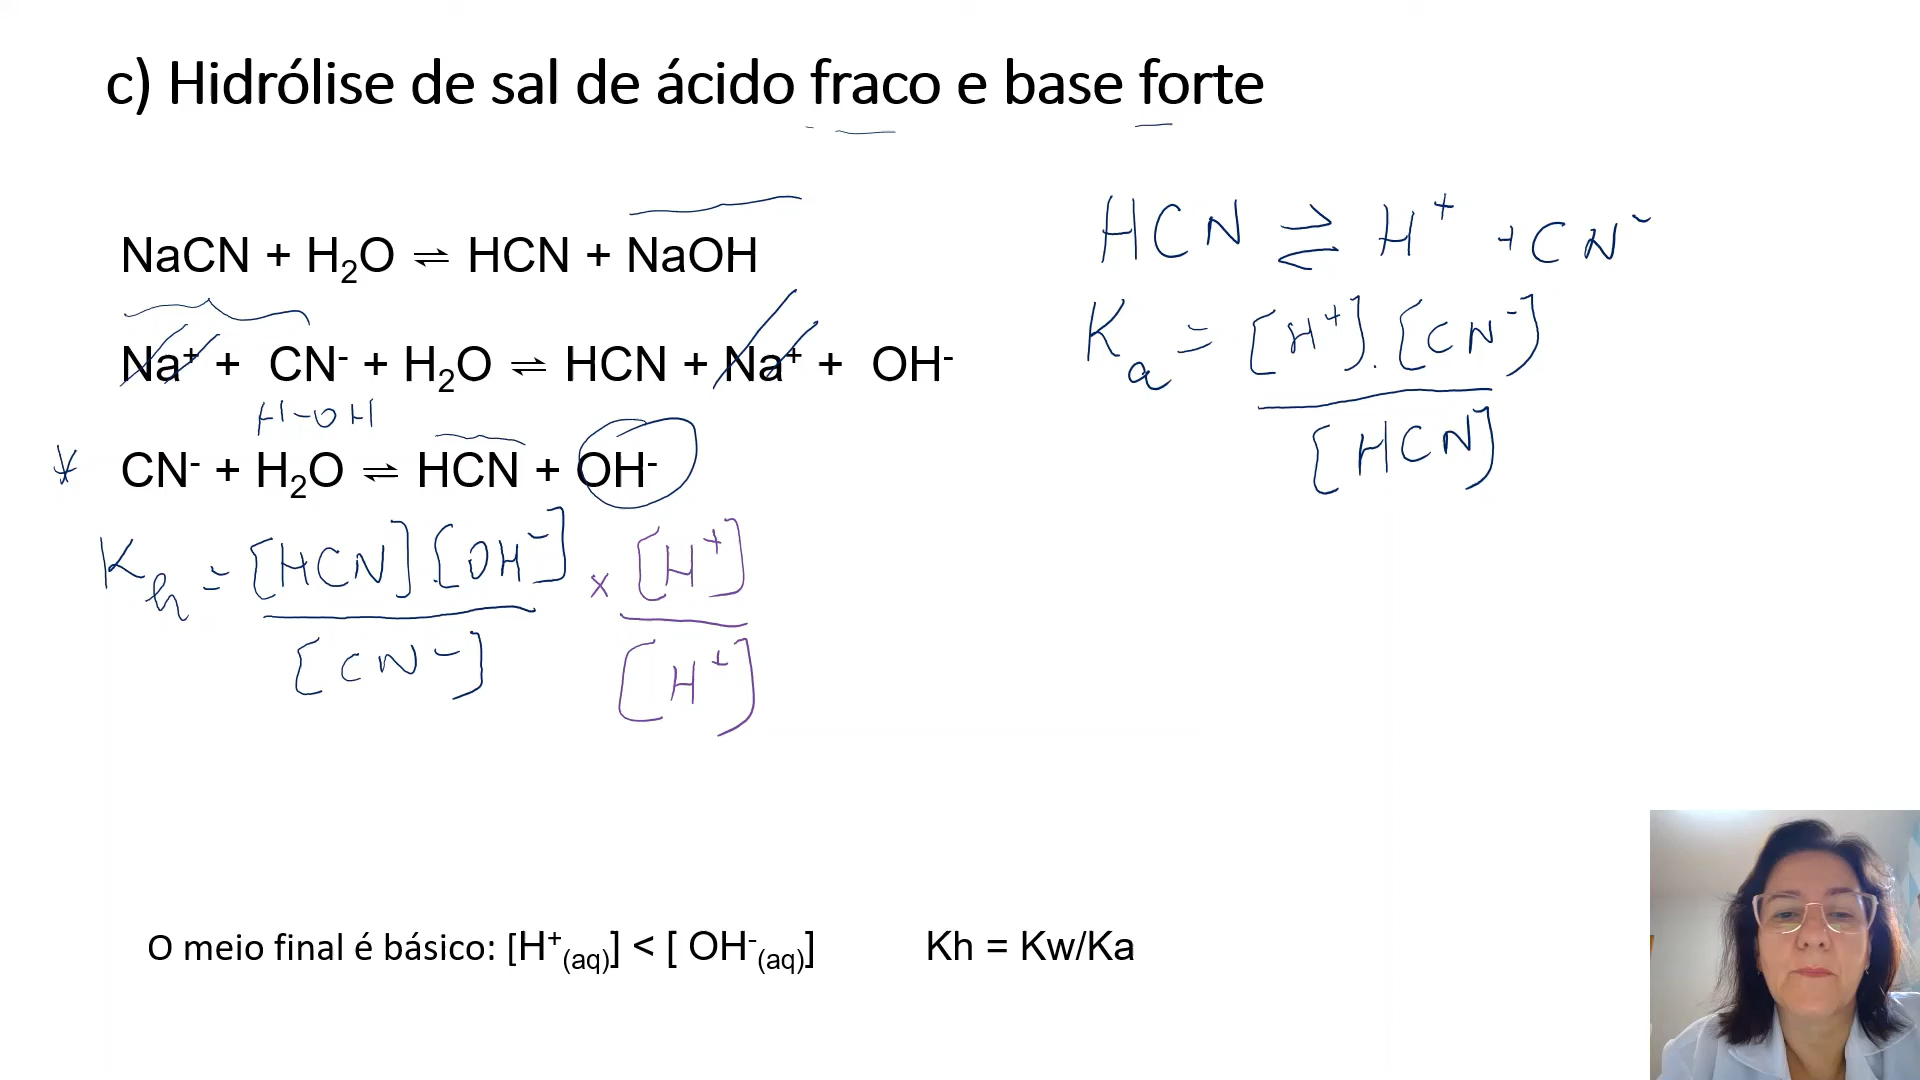 c) Hidrólise de sal de ácido fraco e base forte
NaCN + H₂O ⇌ HCN + NaOH
Na⁺ + CN⁻ + H₂O ⇌ HCN + Na⁺ + OH⁻
H-OH
* CN⁻ + H₂O ⇌ HCN + OH⁻
Kh = [HCN] [OH⁻] x [H⁺]
[CN⁻] [H⁺]
HCN ⇌ H⁺ + CN⁻
Ka = [H⁺] . [CN⁻]
[HCN]
O meio final é básico: [H⁺(aq)] < [ OH⁻(aq)] Kh = Kw/Ka